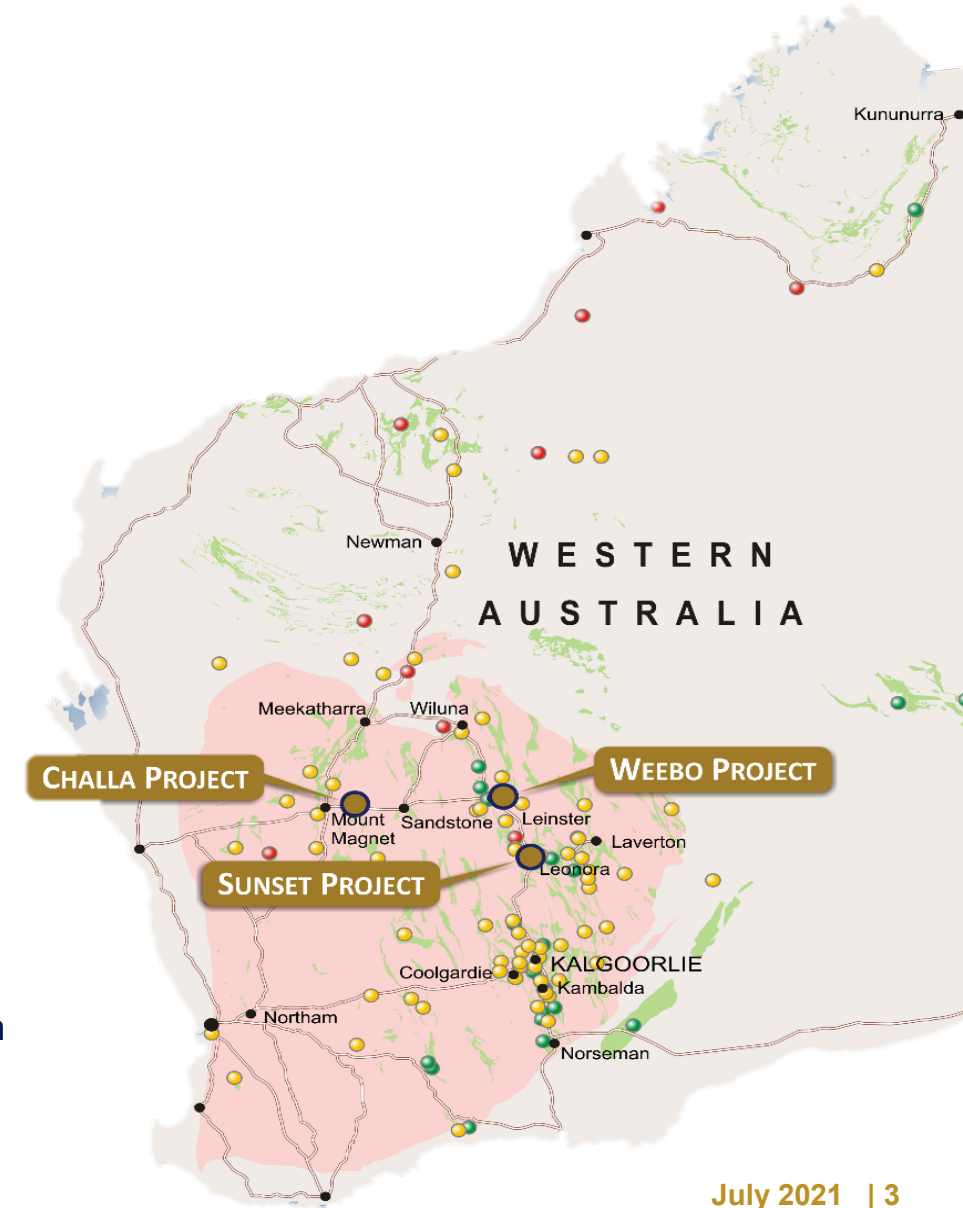 Kununurra
Newman
WESTERN
AUSTRALIA
Meekatharra
Wiluna
CHALLA PROJECT
WEEBO PROJECT
Mount
Magnet
Sandstone
Leinster
Laverton
SUNSET PROJECT
Leonora
KALGOORLIE
Coolgardie
Kambalda
Northam
Norseman
July 2021 | 3